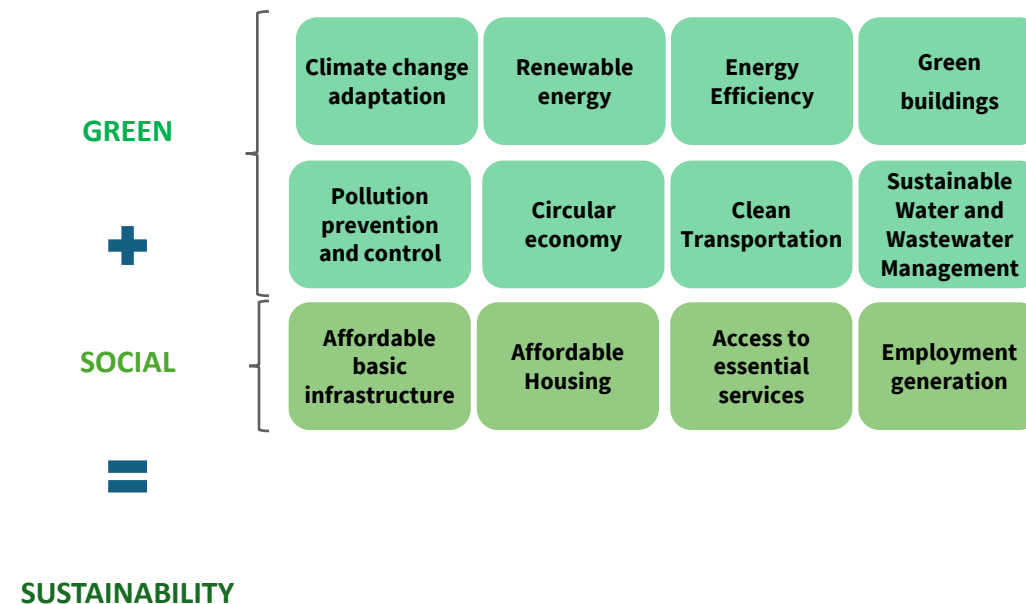 GREEN
Climate change
adaptation
Renewable
energy
Energy
Efficiency
Green
buildings
Pollution
prevention
and control
Circular
economy
Clean
Transportation
Sustainable
Water and
Wastewater
Management
+
SOCIAL
Affordable
basic
infrastructure
Affordable
Housing
Access to
essential
services
Employment
generation
=
SUSTAINABILITY